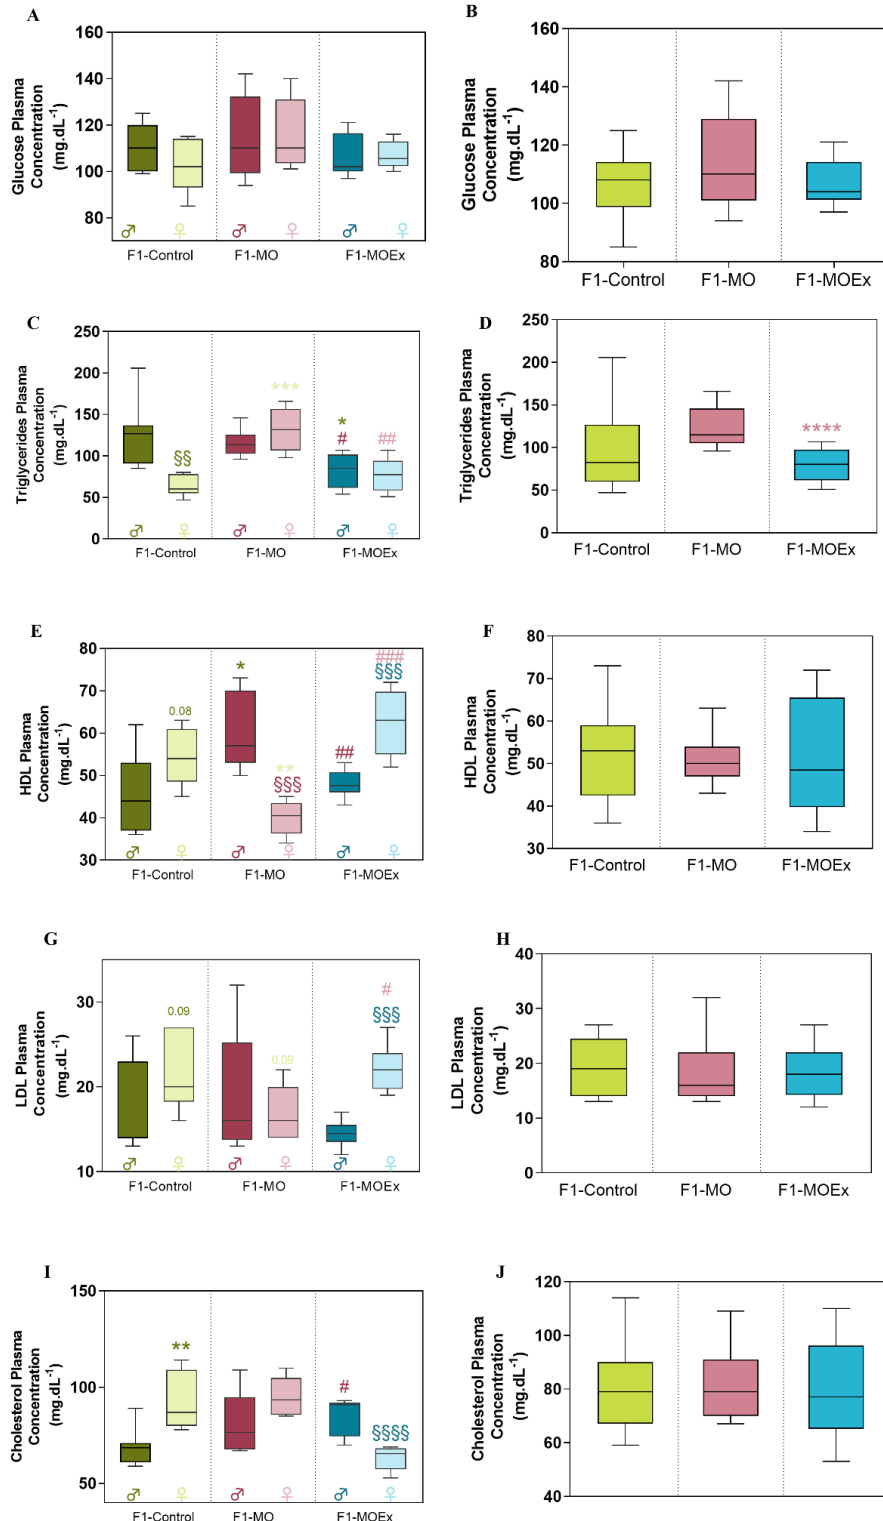 A
Glucose Plasma
Concentration
(mg.dL⁻¹)
160
140
120
100
80
♂ ♀ ♂ ♀ ♂ ♀
F1-Control F1-MO F1-MOEx
B
Glucose Plasma
Concentration
(mg.dL⁻¹)
160
140
120
100
80
F1-Control F1-MO F1-MOEx
C
Triglycerides Plasma
Concentration
(mg.dL⁻¹)
250
200
150
100
50
0
§§
***
*
#
##
♂ ♀ ♂ ♀ ♂ ♀
F1-Control F1-MO F1-MOEx
D
Triglycerides Plasma
Concentration
(mg.dL⁻¹)
250
200
150
100
50
0
****
F1-Control F1-MO F1-MOEx
E
HDL Plasma
Concentration
(mg.dL⁻¹)
80
70
60
50
40
30
0.08
*
**
§§§
##
###
§§§
♂ ♀ ♂ ♀ ♂ ♀
F1-Control F1-MO F1-MOEx
F
HDL Plasma
Concentration
(mg.dL⁻¹)
80
70
60
50
40
30
F1-Control F1-MO F1-MOEx
G
LDL Plasma
Concentration
(mg.dL⁻¹)
30
20
10
0.09
0.09
#
§§§
♂ ♀ ♂ ♀ ♂ ♀
F1-Control F1-MO F1-MOEx
H
LDL Plasma
Concentration
(mg.dL⁻¹)
40
30
20
10
0
F1-Control F1-MO F1-MOEx
I
Cholesterol Plasma
Concentration
(mg.dL⁻¹)
150
100
50
**
#
§§§§
♂ ♀ ♂ ♀ ♂ ♀
F1-Control F1-MO F1-MOEx
J
Cholesterol Plasma
Concentration
(mg.dL⁻¹)
120
100
80
60
40